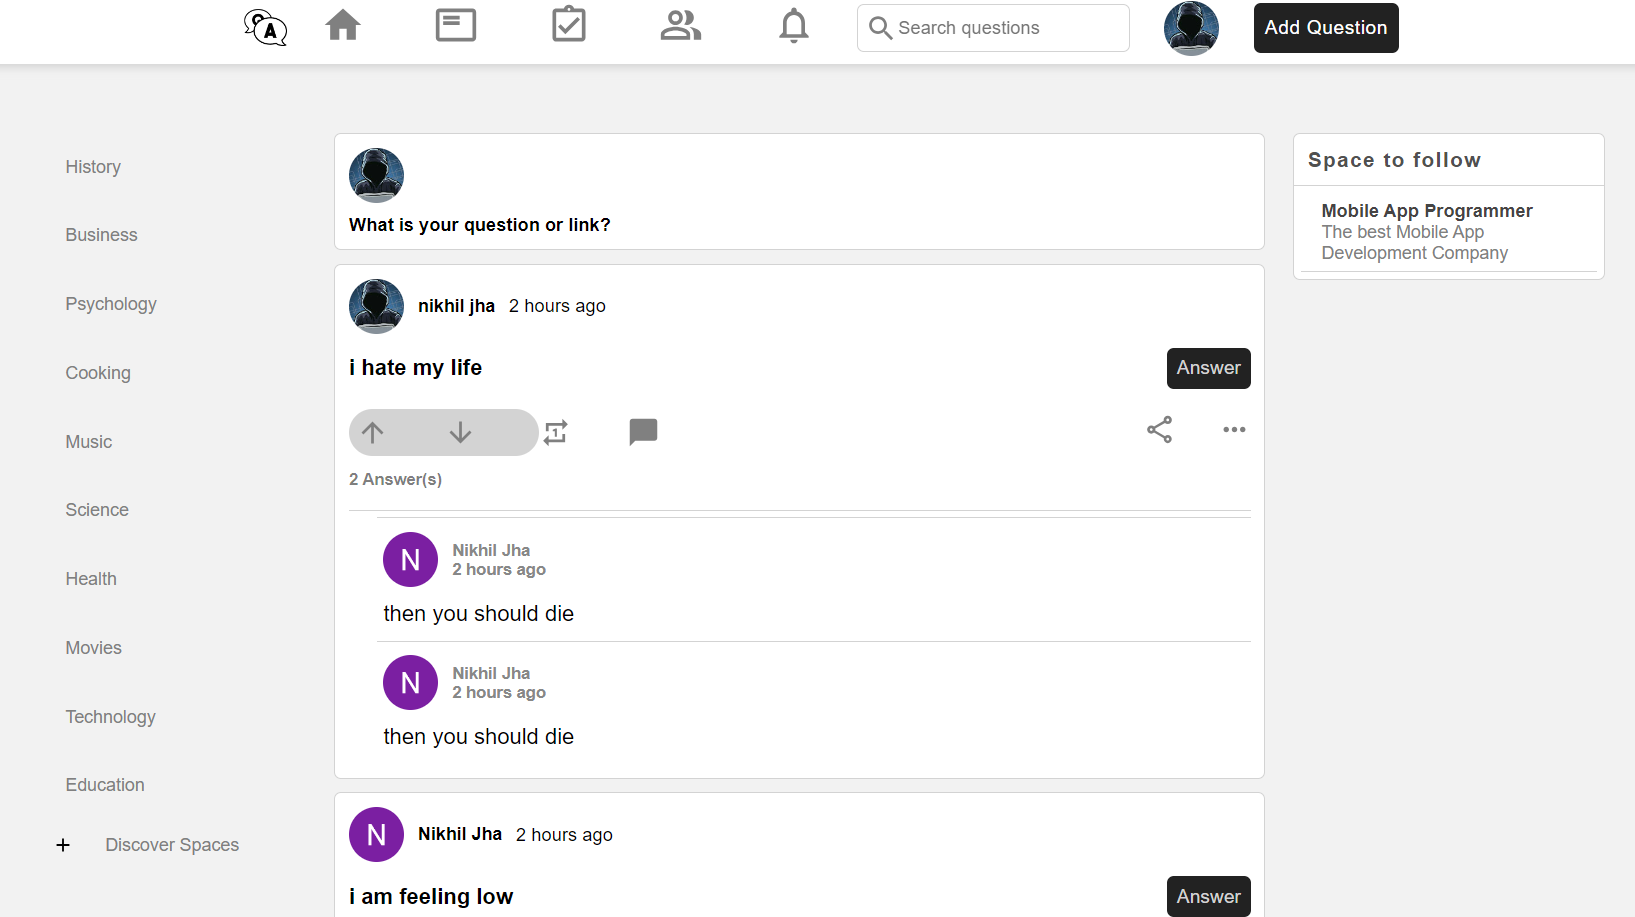 Q A
Search questions
Add Question
History
Business
Psychology
Cooking
Music
Science
Health
Movies
Technology
Education
+ Discover Spaces
What is your question or link?
nikhil jha 2 hours ago
i hate my life
Answer
1
2 Answer(s)
N
Nikhil Jha
2 hours ago
then you should die
N
Nikhil Jha
2 hours ago
then you should die
N
Nikhil Jha 2 hours ago
i am feeling low
Answer
Space to follow
Mobile App Programmer
The best Mobile App
Development Company